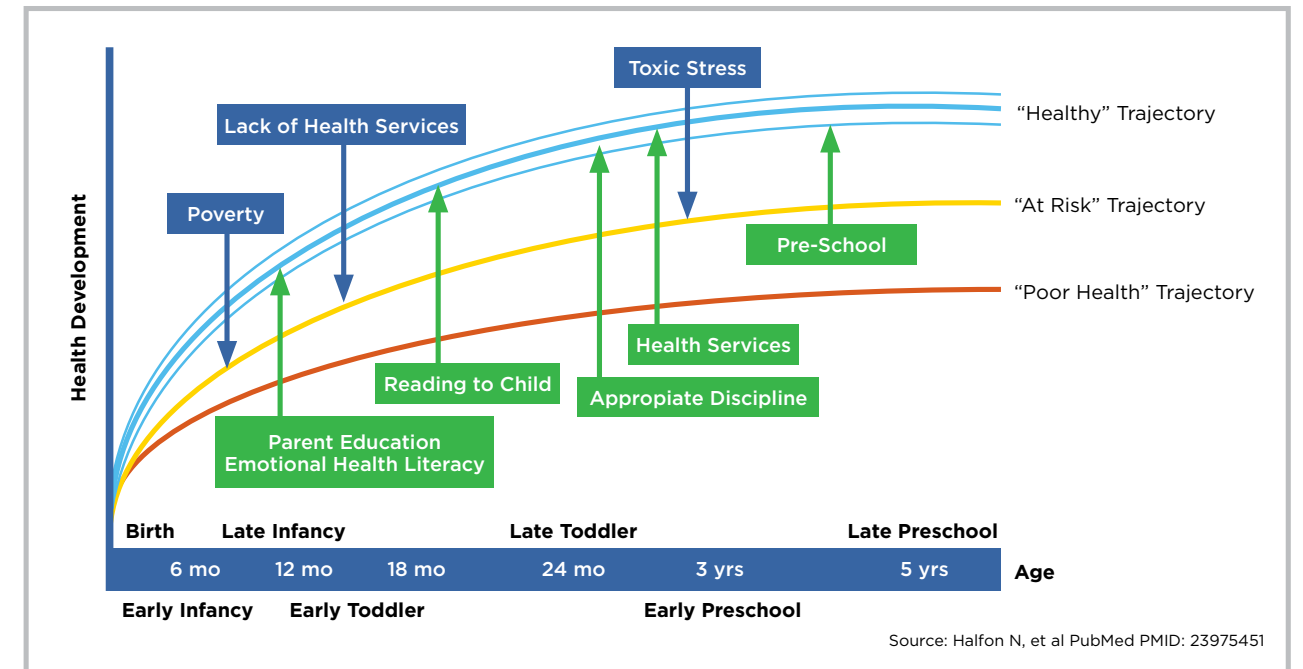 Toxic Stress
Lack of Health Services
"Healthy" Trajectory
Poverty
"At Risk" Trajectory
Pre-School
"Poor Health" Trajectory
Health Development
Health Services
Reading to Child
Appropiate Discipline
Parent Education
Emotional Health Literacy
Birth
Late Infancy
Late Toddler
Late Preschool
6 mo
12 mo
18 mo
24 mo
3 yrs
5 yrs
Age
Early Infancy
Early Toddler
Early Preschool
Source: Halfon N, et al PubMed PMID: 23975451